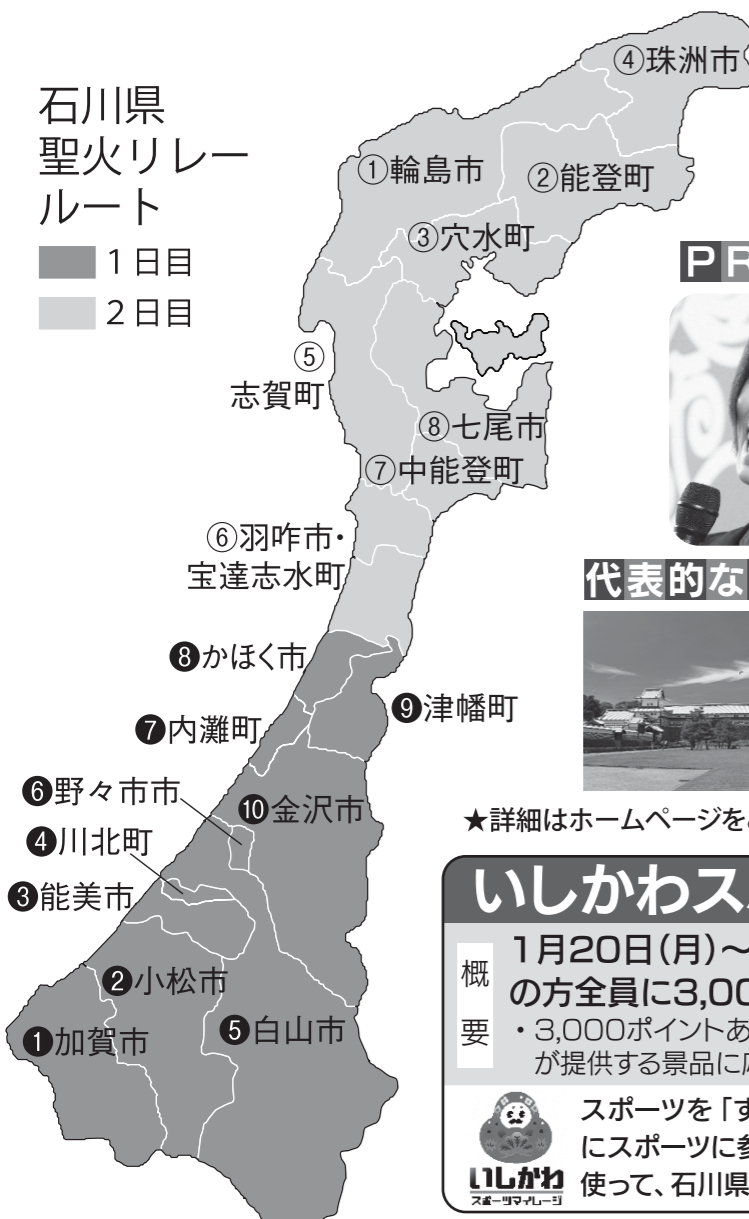 石川県
聖火リレー
ルート
1日目
2日目
④珠洲市
①輪島市
②能登町
③穴水町
⑤
志賀町
⑧七尾市
⑦中能登町
⑥羽咋市・
宝達志水町
❽かほく市
❾津幡町
❼内灘町
❻野々市市
❿金沢市
❹川北町
❸能美市
❷小松市
❶加賀市
❺白山市
PR
代表的な
★詳細はホームページを
いしかわス
概要
1月20日(月)~
の方全員に3,00
・3,000ポイントあ
が提供する景品に
スポーツを「す
にスポーツに参
使って、石川県
いしかわ
スポーツマイレージ